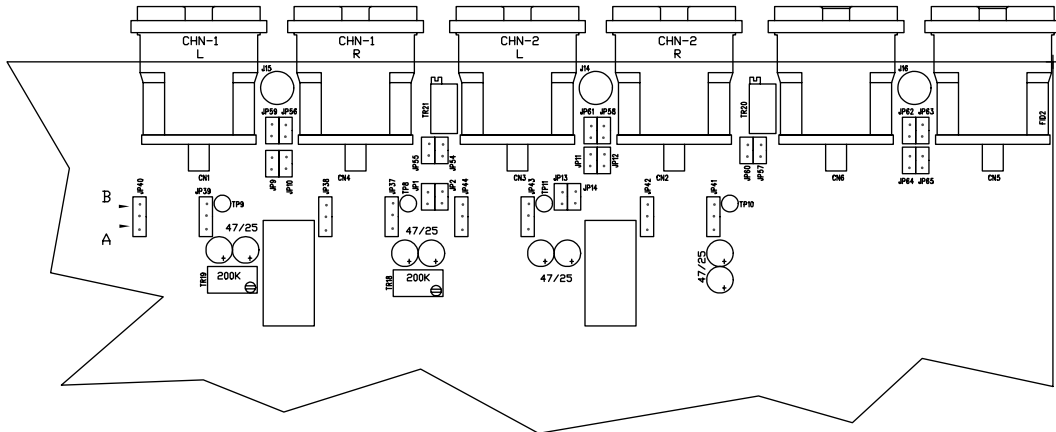 CHN-1
L
CHN-1
R
CHN-2
L
CHN-2
R
J15
J14
J16
JP59 JP56
TR21
JP61 JP58
TR20
JP62 JP63
FID2
JP9 JP10
JP55 JP54
JP11 JP12
JP60 JP57
JP64 JP65
CN1
CN4
CN3
CN2
CN6
CN5
B
A
JP40
JP39
TP9
JP38
JP37
TP8
JP1 JP2
JP44
JP43
TP11
JP13
JP14
JP42
JP41
TP10
47/25
47/25
47/25
47/25
TR19
200K
TR18
200K